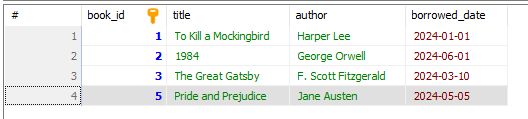 # book_id title author borrowed_date
1 1 To Kill a Mockingbird Harper Lee 2024-01-01
2 2 1984 George Orwell 2024-06-01
3 3 The Great Gatsby F. Scott Fitzgerald 2024-03-10
4 5 Pride and Prejudice Jane Austen 2024-05-05